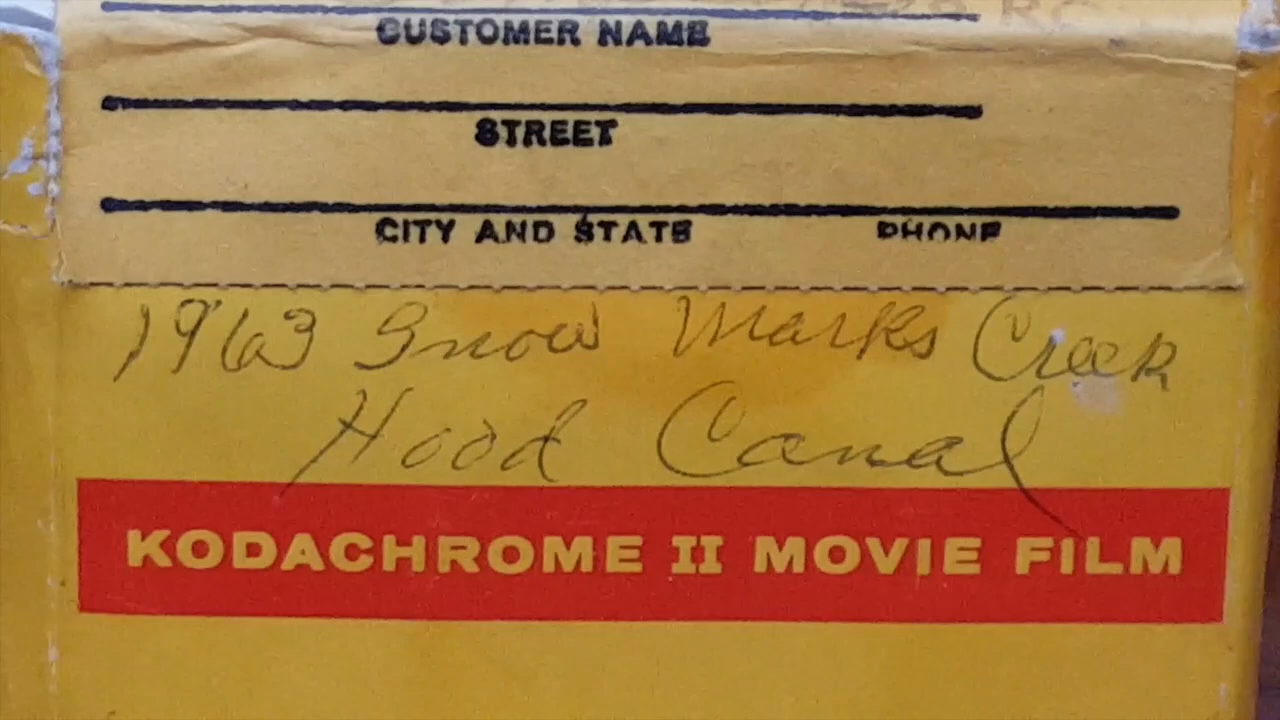 CUSTOMER NAME
STREET
CITY AND STATE PHONE
1963 Snow Marks Creek
Hood Canal
KODACHROME II MOVIE FILM